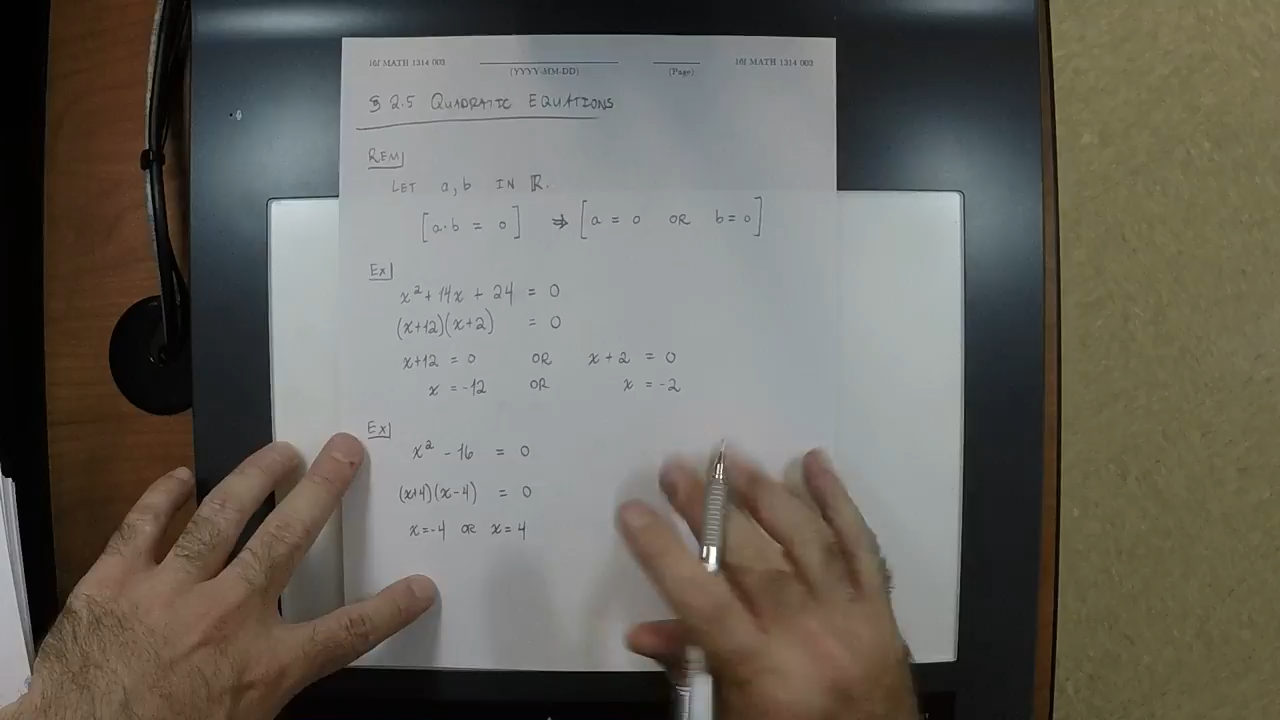 16f MATH 1314 003 (YYYY-MM-DD) (Page) 16f MATH 1314 003
§ 2.5 QUADRATIC EQUATIONS
REM
LET a, b IN ℝ.
[a·b = 0] ⇒ [a = 0 OR b = 0]
Ex
x² + 14x + 24 = 0
(x+12)(x+2) = 0
x+12 = 0 OR x + 2 = 0
x = -12 OR x = -2
Ex
x² - 16 = 0
(x+4)(x-4) = 0
x=-4 OR x=4